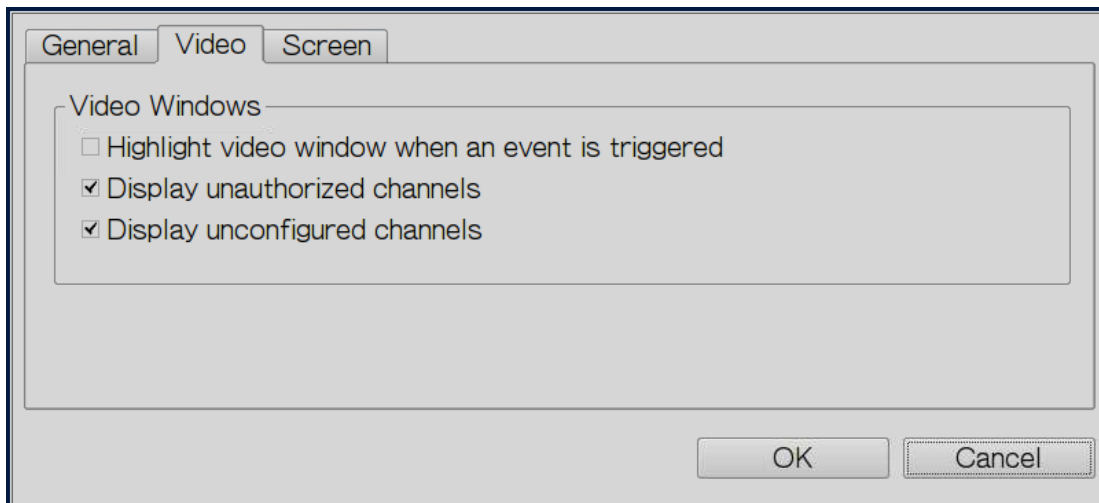 General Video Screen
Video Windows
Highlight video window when an event is triggered
Display unauthorized channels
Display unconfigured channels
OK Cancel